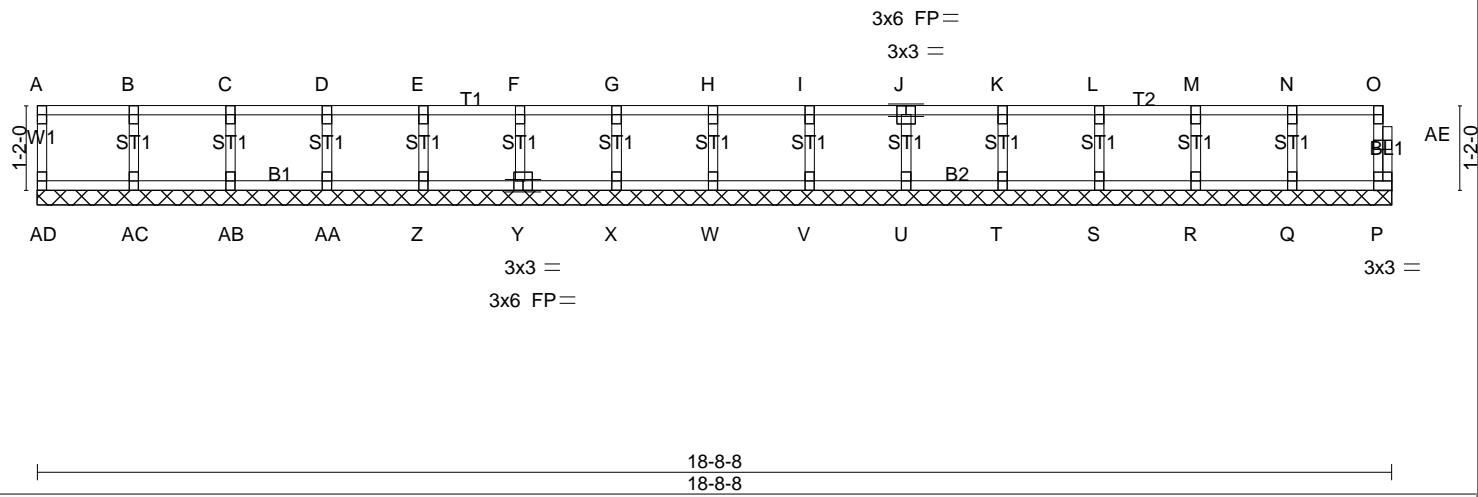 3x6 FP=
3x3 =
A B C D E F G H I J K L M N O
T1 T2
1-2-0 W1 ST1 ST1 ST1 ST1 ST1 ST1 ST1 ST1 ST1 ST1 ST1 ST1 ST1 BL1 AE 1-2-0
B1 B2
AD AC AB AA Z Y X W V U T S R Q P
3x3 = 3x3 =
3x6 FP=
18-8-8
18-8-8